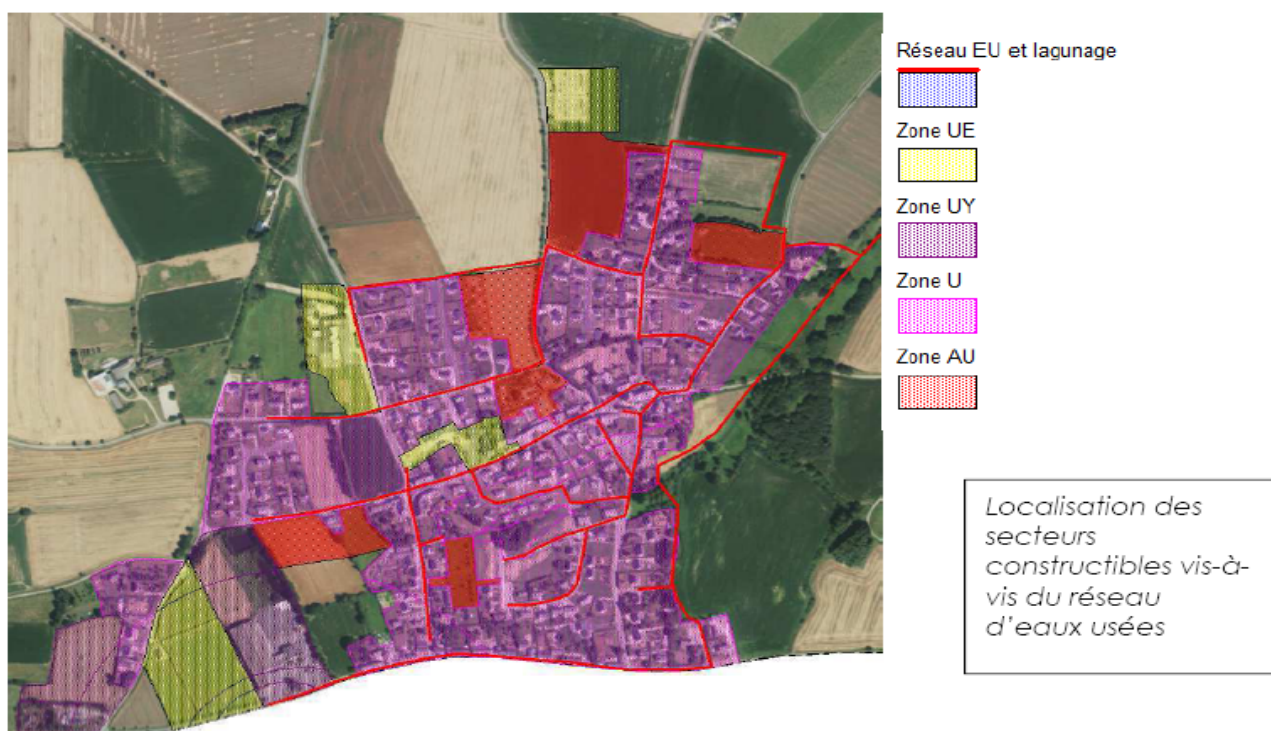 Réseau EU et lagunage
Zone UE
Zone UY
Zone U
Zone AU
Localisation des
secteurs
constructibles vis-à-
vis du réseau
d'eaux usées